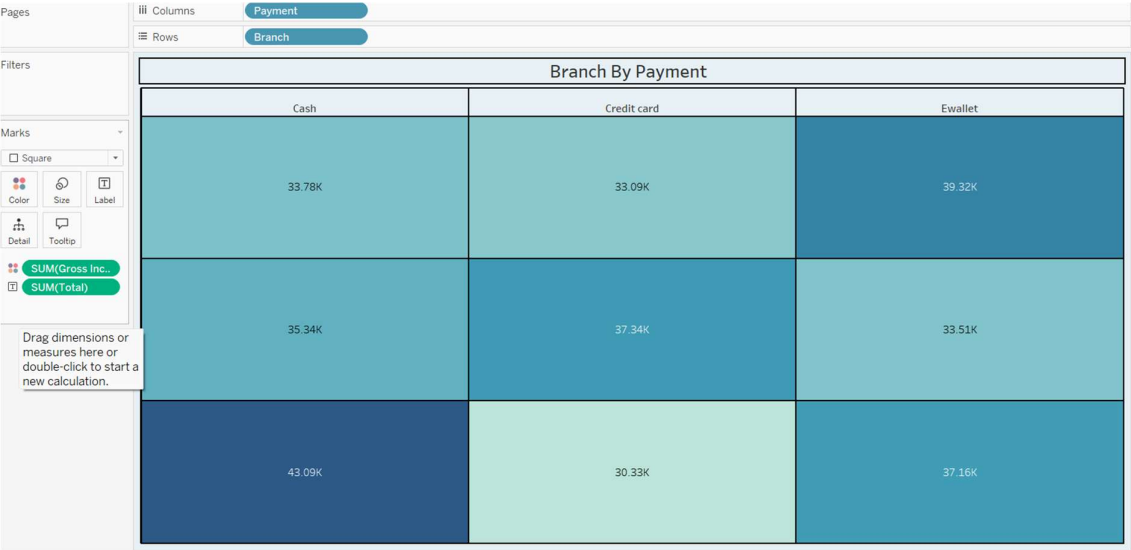 Pages
Columns
Payment
Rows
Branch
Filters
Branch By Payment
Cash Credit card Ewallet
33.78K 33.09K 39.32K
35.34K 37.34K 33.51K
43.09K 30.33K 37.16K
Marks
Square
Color Size Label
Detail Tooltip
SUM(Gross Inc..
SUM(Total)
Drag dimensions or
measures here or
double-click to start a
new calculation.